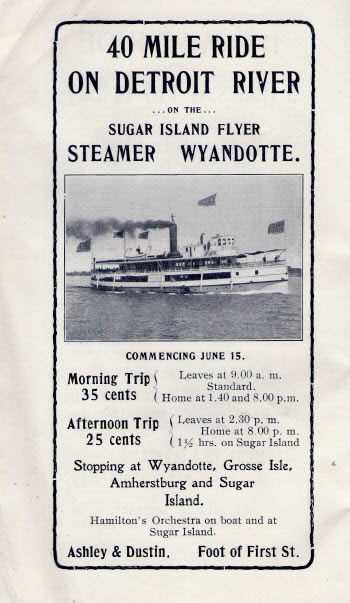 40 MILE RIDE
ON DETROIT RIVER
...ON THE...
SUGAR ISLAND FLYER
STEAMER WYANDOTTE.
COMMENCING JUNE 15.
Morning Trip
35 cents
Leaves at 9.00 a. m.
Standard.
Home at 1.40 and 8.00 p.m.
Afternoon Trip
25 cents
Leaves at 2.30 p. m.
Home at 8.00 p. m.
1½ hrs. on Sugar Island
Stopping at Wyandotte, Grosse Isle,
Amherstburg and Sugar
Island.
Hamilton's Orchestra on boat and at
Sugar Island.
Ashley & Dustin, Foot of First St.